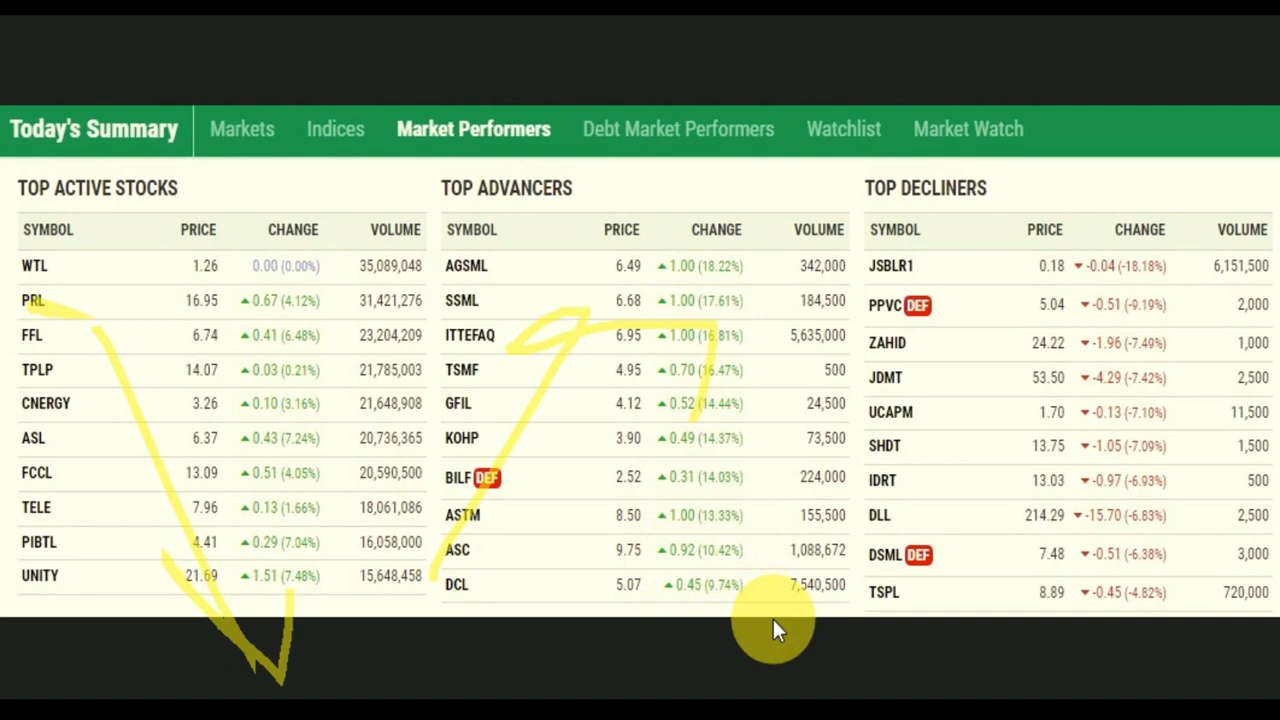 Today's Summary Markets Indices Market Performers Debt Market Performers Watchlist Market Watch
TOP ACTIVE STOCKS
SYMBOL PRICE CHANGE VOLUME
WTL 1.26 0.00 (0.00%) 35,089,048
PRL 16.95 ▲ 0.67 (4.12%) 31,421,276
FFL 6.74 ▲ 0.41 (6.48%) 23,204,209
TPLP 14.07 ▲ 0.03 (0.21%) 21,785,003
CNERGY 3.26 ▲ 0.10 (3.16%) 21,648,908
ASL 6.37 ▲ 0.43 (7.24%) 20,736,365
FCCL 13.09 ▲ 0.51 (4.05%) 20,590,500
TELE 7.96 ▲ 0.13 (1.66%) 18,061,086
PIBTL 4.41 ▲ 0.29 (7.04%) 16,058,000
UNITY 21.69 ▲ 1.51 (7.48%) 15,648,458
TOP ADVANCERS
SYMBOL PRICE CHANGE VOLUME
AGSML 6.49 ▲ 1.00 (18.22%) 342,000
SSML 6.68 ▲ 1.00 (17.61%) 184,500
ITTEFAQ 6.95 ▲ 1.00 (16.81%) 5,635,000
TSMF 4.95 ▲ 0.70 (16.47%) 500
GFIL 4.12 ▲ 0.52 (14.44%) 24,500
KOHP 3.90 ▲ 0.49 (14.37%) 73,500
BILF DEF 2.52 ▲ 0.31 (14.03%) 224,000
ASTM 8.50 ▲ 1.00 (13.33%) 155,500
ASC 9.75 ▲ 0.92 (10.42%) 1,088,672
DCL 5.07 ▲ 0.45 (9.74%) 7,540,500
TOP DECLINERS
SYMBOL PRICE CHANGE VOLUME
JSBLR1 0.18 ▼ -0.04 (-18.18%) 6,151,500
PPVC DEF 5.04 ▼ -0.51 (-9.19%) 2,000
ZAHID 24.22 ▼ -1.96 (-7.49%) 1,000
JDMT 53.50 ▼ -4.29 (-7.42%) 2,500
UCAPM 1.70 ▼ -0.13 (-7.10%) 11,500
SHDT 13.75 ▼ -1.05 (-7.09%) 1,500
IDRT 13.03 ▼ -0.97 (-6.93%) 500
DLL 214.29 ▼ -15.70 (-6.83%) 2,500
DSML DEF 7.48 ▼ -0.51 (-6.38%) 3,000
TSPL 8.89 ▼ -0.45 (-4.82%) 720,000